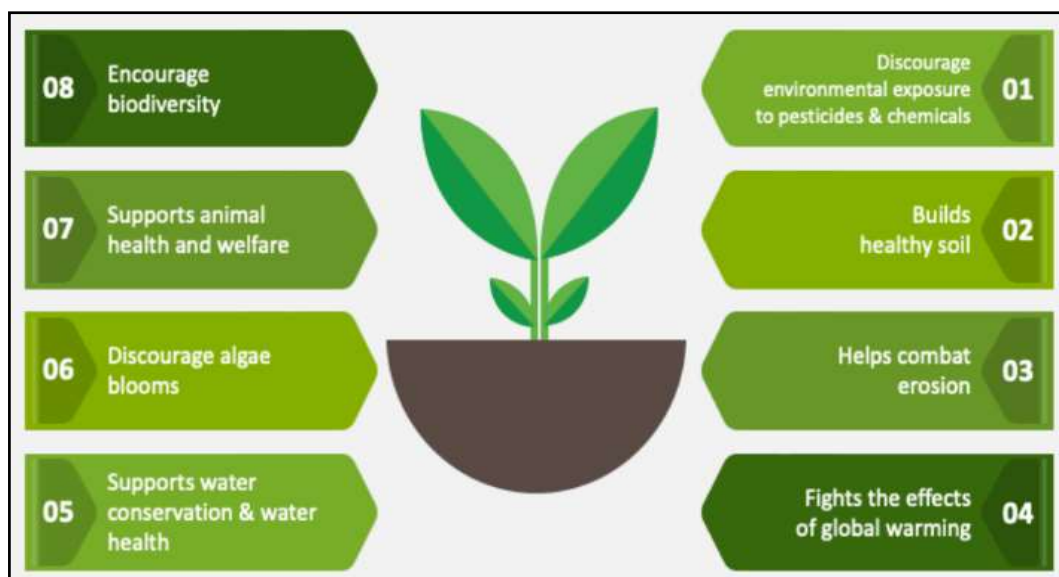 08
Encourage
biodiversity
07
Supports animal
health and welfare
06
Discourage algae
blooms
05
Supports water
conservation & water
health
Discourage
environmental exposure
to pesticides & chemicals
01
Builds
healthy soil
02
Helps combat
erosion
03
Fights the effects
of global warming
04